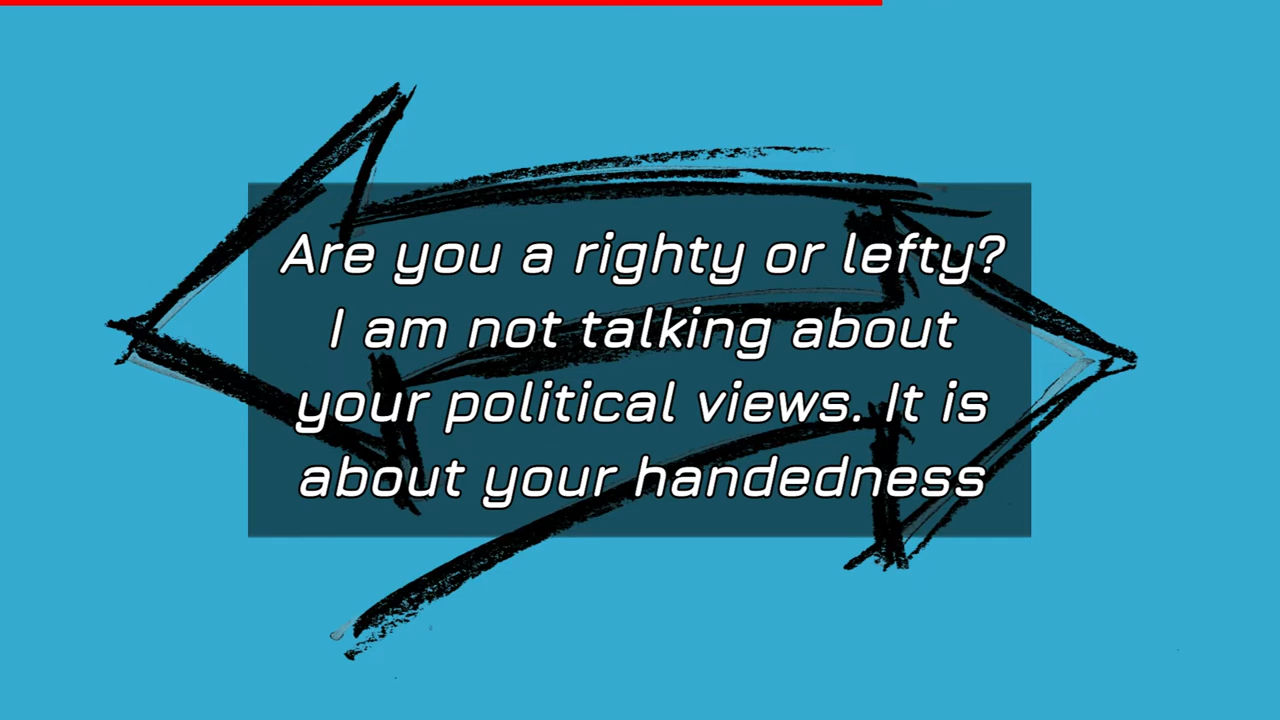 Are you a righty or lefty?
I am not talking about
your political views. It is
about your handedness